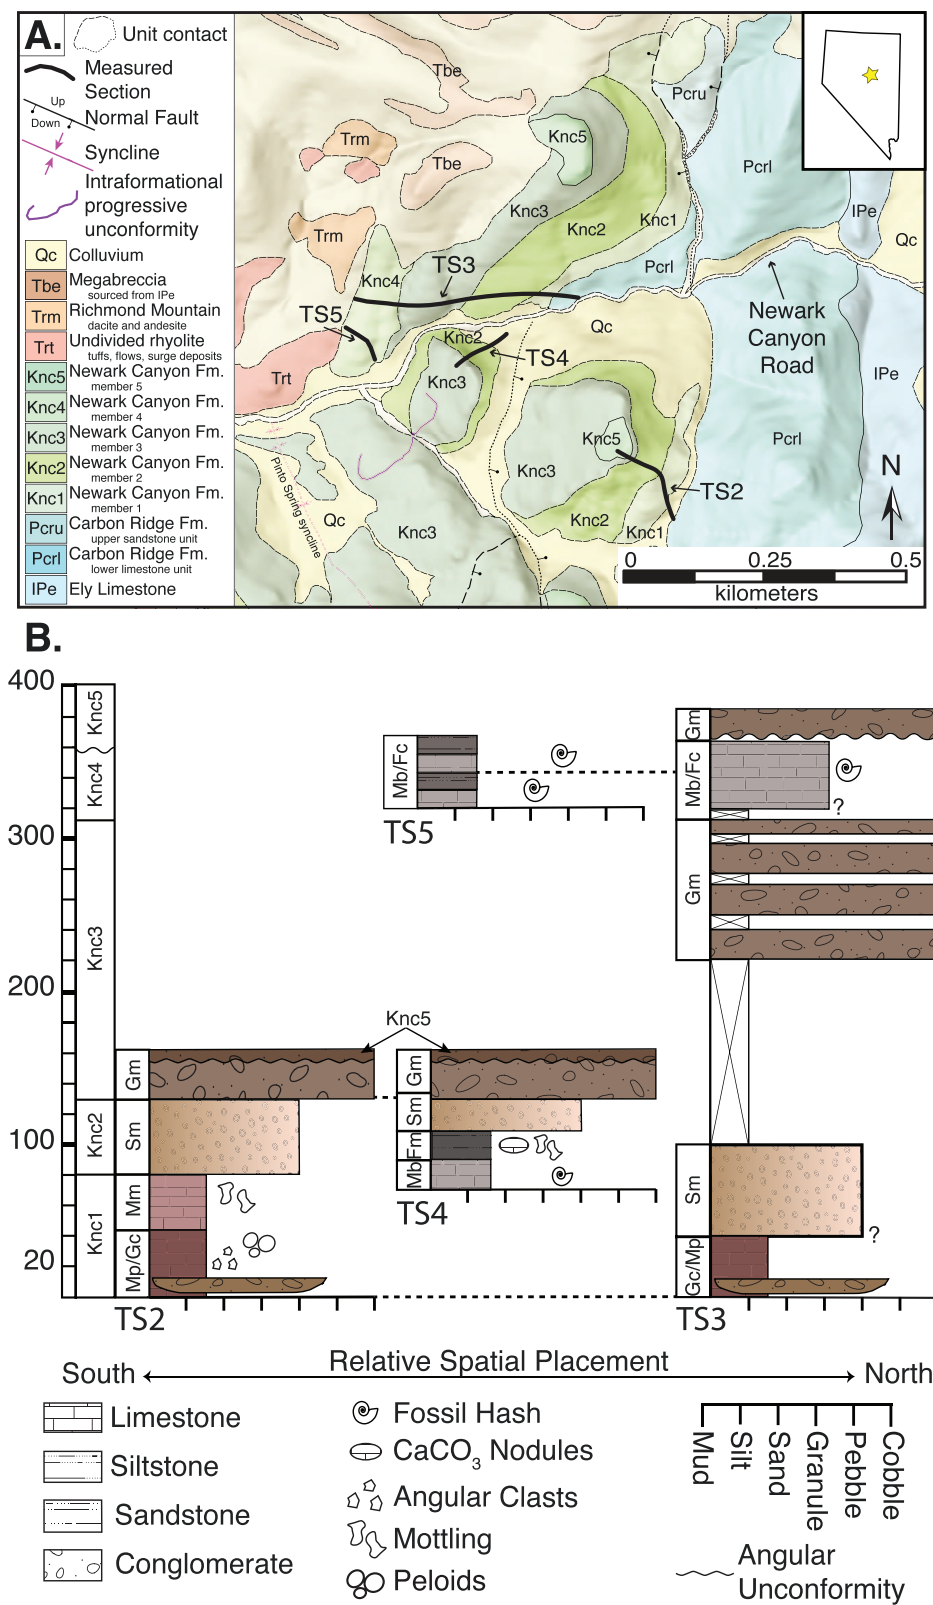 A.
Unit contact
Measured
Section
Up
Down
Normal Fault
Syncline
Intraformational
progressive
unconformity
Qc Colluvium
Tbe Megabreccia
sourced from IPe
Trm Richmond Mountain
dacite and andesite
Trt Undivided rhyolite
tuffs, flows, surge deposits
Knc5 Newark Canyon Fm.
member 5
Knc4 Newark Canyon Fm.
member 4
Knc3 Newark Canyon Fm.
member 3
Knc2 Newark Canyon Fm.
member 2
Knc1 Newark Canyon Fm.
member 1
Pcru Carbon Ridge Fm.
upper sandstone unit
Pcrl Carbon Ridge Fm.
lower limestone unit
IPe Ely Limestone
Tbe
Pcru
Trm
Knc5
Tbe
Pcrl
Knc3
Knc1
IPe
Trm
Knc2
Qc
TS3
Pcrl
Knc4
TS5
Newark
Canyon
Road
Qc
Knc2
TS4
Trt
Knc3
IPe
Knc5
Pcrl
Knc3
Pinto Spring syncline
TS2
N
Qc
Knc3
Knc2
Knc1
0 0.25 0.5
kilometers
B.
400
300
200
100
20
Knc5
Knc4
Knc3
Knc2
Knc1
Mb/Fc
TS5
Gm
Mb/Fc
?
Gm
Knc5
Gm
Sm
Mm
Mp/Gc
TS2
Gm
Sm
Fm
Mb
TS4
Sm
?
Gc/Mp
TS3
Relative Spatial Placement
South
North
Limestone
Siltstone
Sandstone
Conglomerate
Fossil Hash
CaCO3 Nodules
Angular Clasts
Mottling
Peloids
Mud
Silt
Sand
Granule
Pebble
Cobble
Angular
Unconformity